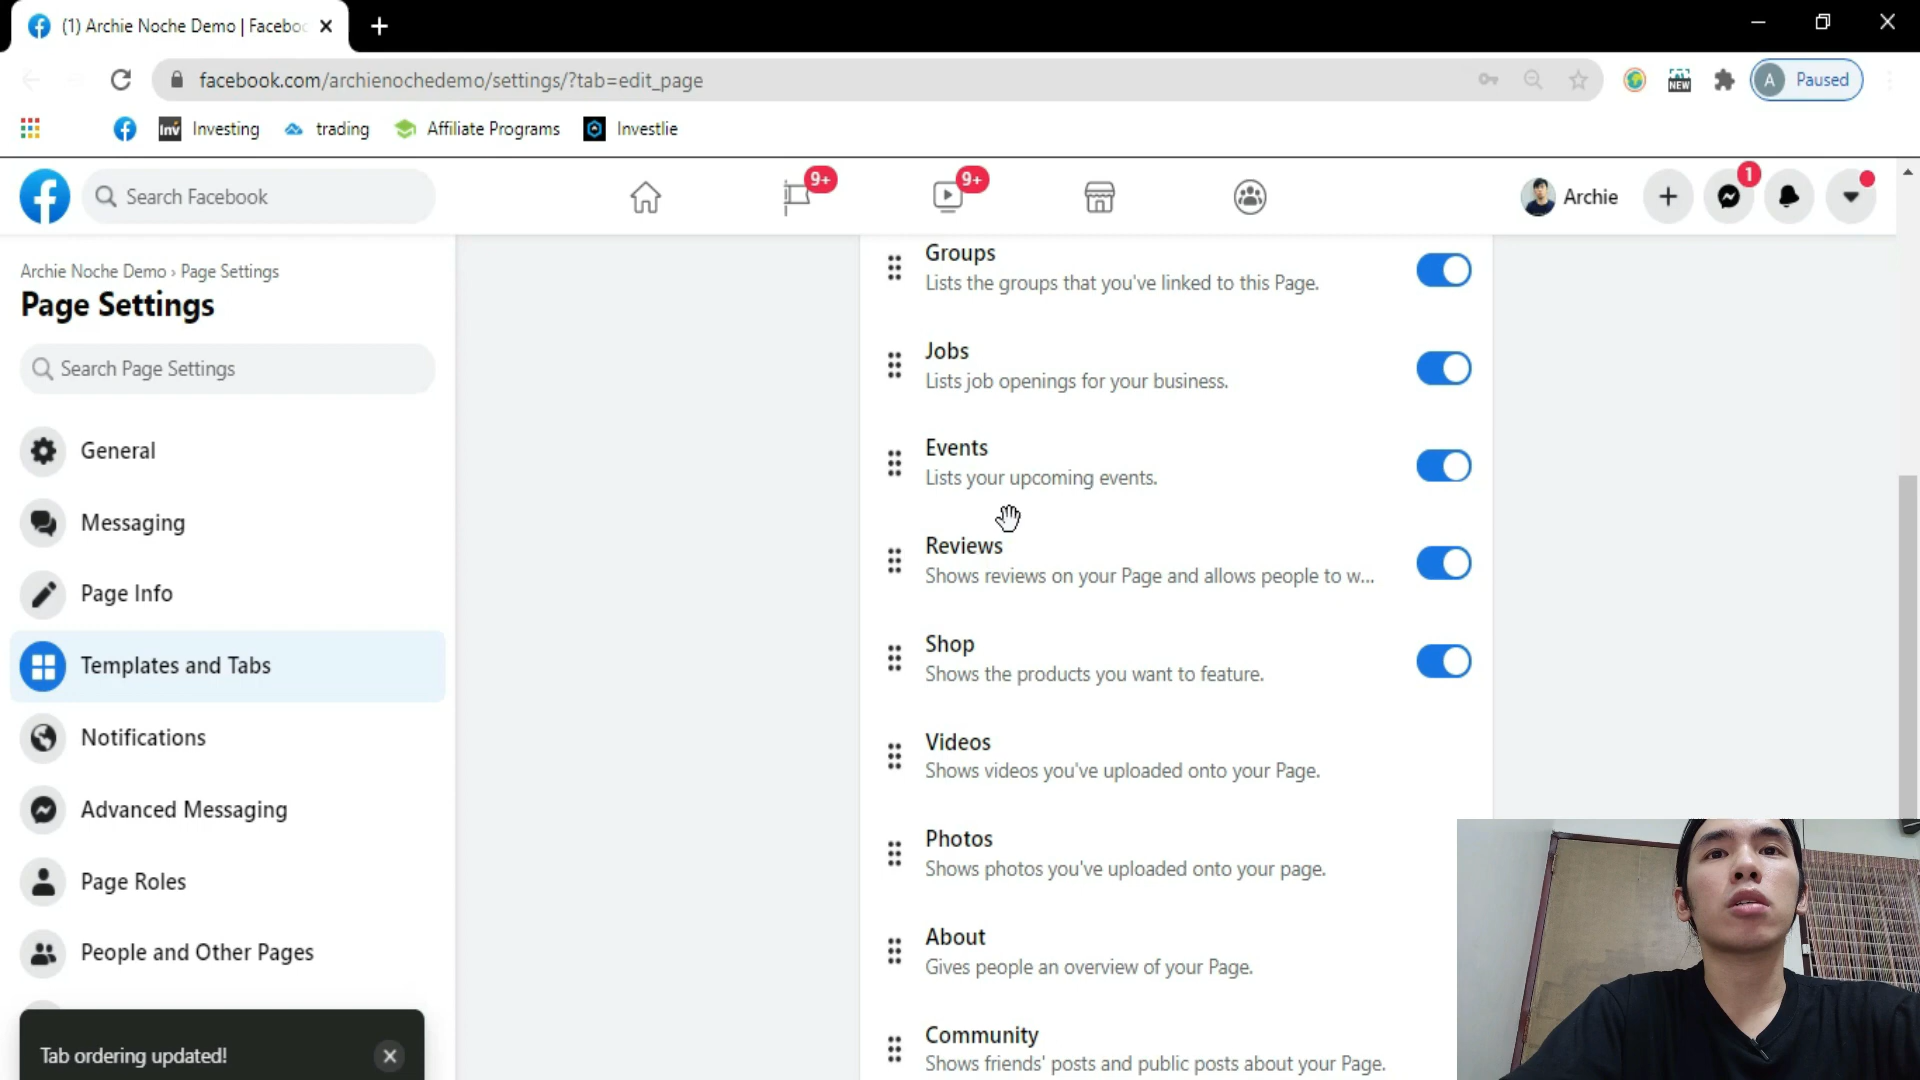 (1) Archie Noche Demo | Faceboo
facebook.com/archienochedemo/settings/?tab=edit_page
NEW
A
Paused
Inv
Investing
trading
Affiliate Programs
Investlie
Search Facebook
9+
9+
Archie
1
Archie Noche Demo › Page Settings
Page Settings
Search Page Settings
General
Messaging
Page Info
Templates and Tabs
Notifications
Advanced Messaging
Page Roles
People and Other Pages
Tab ordering updated!
Groups
Lists the groups that you've linked to this Page.
Jobs
Lists job openings for your business.
Events
Lists your upcoming events.
Reviews
Shows reviews on your Page and allows people to w...
Shop
Shows the products you want to feature.
Videos
Shows videos you've uploaded onto your Page.
Photos
Shows photos you've uploaded onto your page.
About
Gives people an overview of your Page.
Community
Shows friends' posts and public posts about your Page.